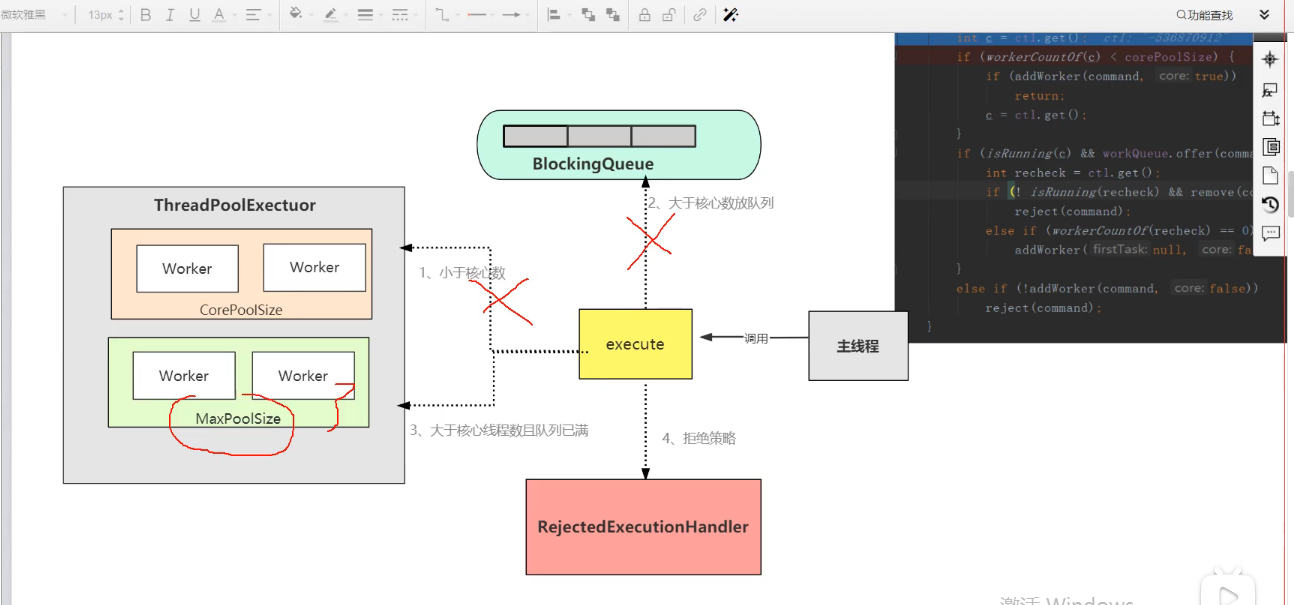 微软雅黑 13px B I U A 功能查找
int c = ctl.get(); ctl: "-536870912"
if (workerCountOf(c) < corePoolSize) {
if (addWorker(command, core: true))
return;
c = ctl.get();
}
if (isRunning(c) && workQueue.offer(comma
int recheck = ctl.get();
if (! isRunning(recheck) && remove(co
reject(command);
else if (workerCountOf(recheck) == 0)
addWorker( firstTask: null, core: fa
}
else if (!addWorker(command, core: false))
reject(command);
}
BlockingQueue
2、大于核心数放队列
ThreadPoolExectuor
Worker
Worker
CorePoolSize
1、小于核心数
Worker
Worker
MaxPoolSize
execute
调用
主线程
3、大于核心线程数且队列已满
4、拒绝策略
RejectedExecutionHandler
激活 Windows